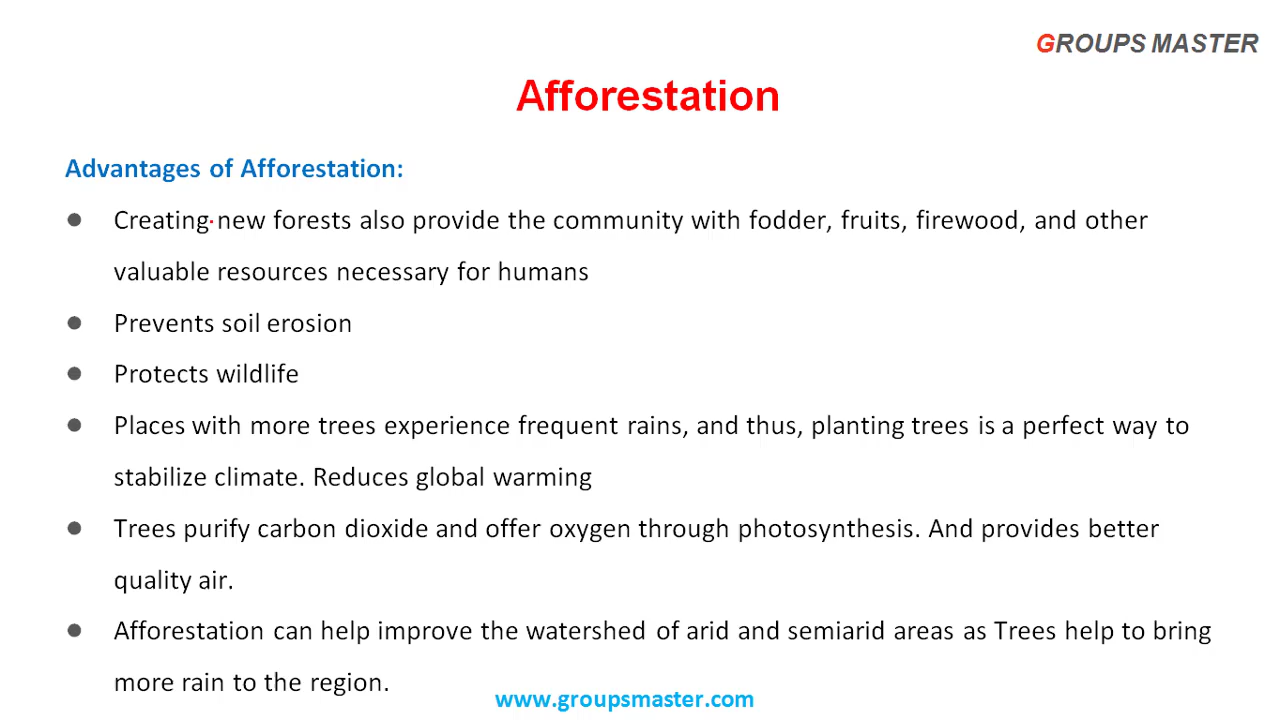 GROUPS MASTER
Afforestation
Advantages of Afforestation:
● Creating new forests also provide the community with fodder, fruits, firewood, and other
valuable resources necessary for humans
● Prevents soil erosion
● Protects wildlife
● Places with more trees experience frequent rains, and thus, planting trees is a perfect way to
stabilize climate. Reduces global warming
● Trees purify carbon dioxide and offer oxygen through photosynthesis. And provides better
quality air.
● Afforestation can help improve the watershed of arid and semiarid areas as Trees help to bring
more rain to the region.
www.groupsmaster.com